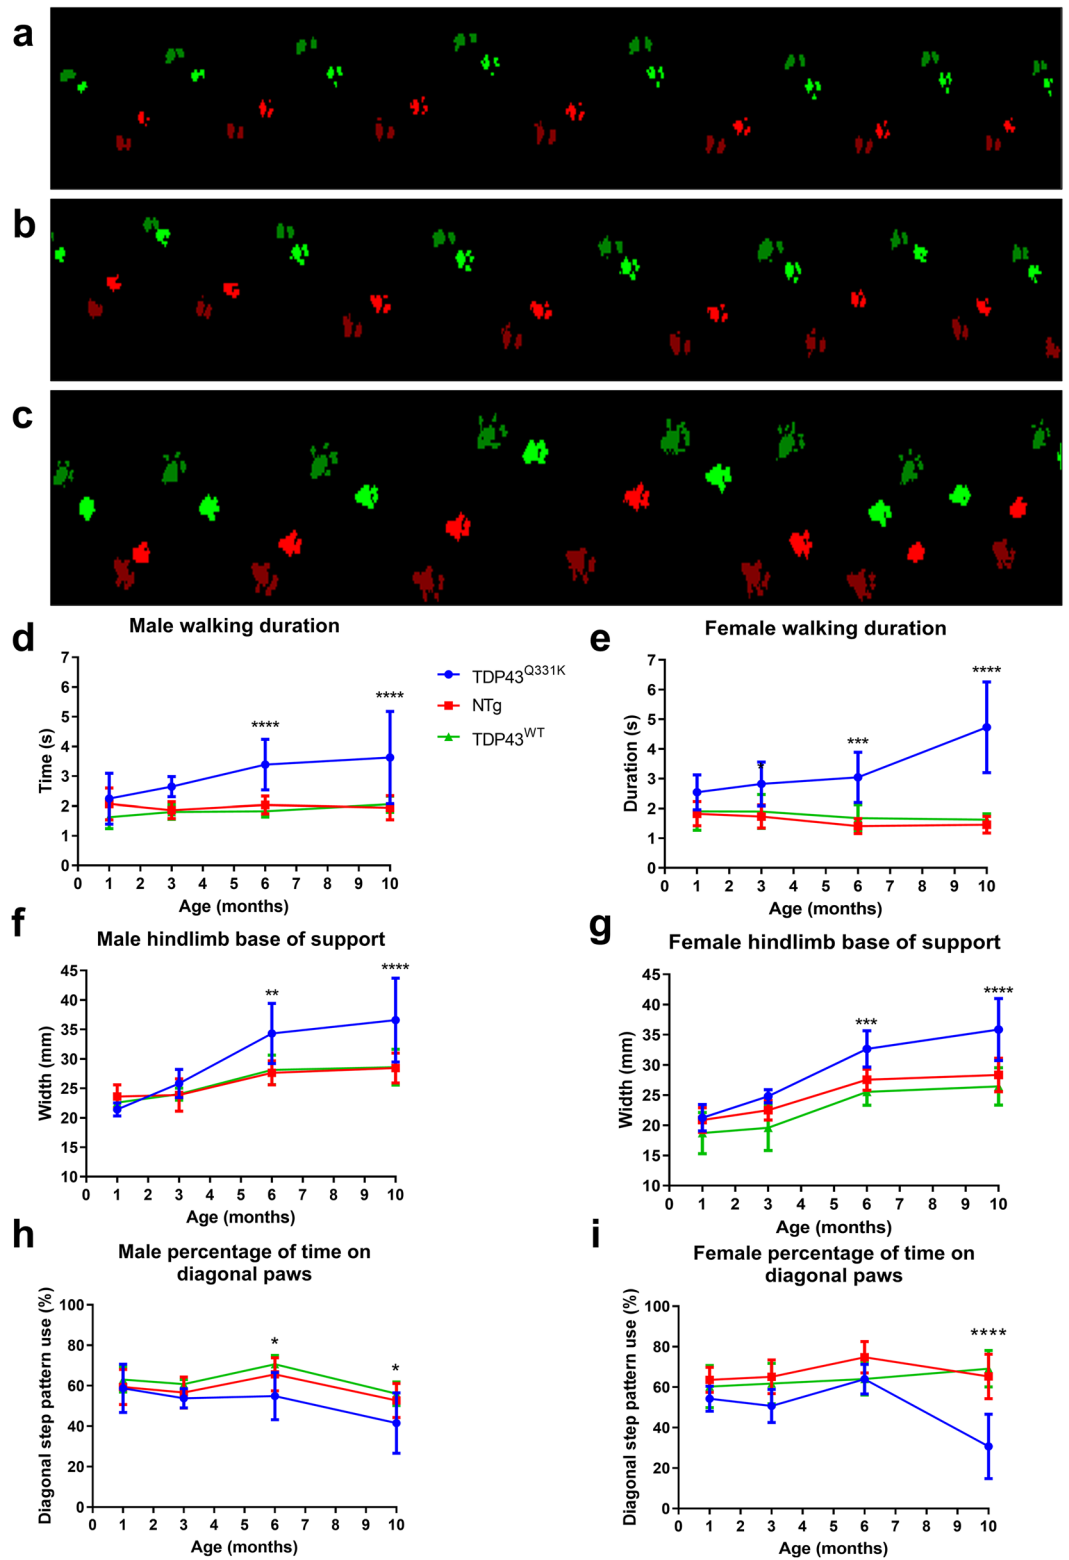 a
b
c
d
Male walking duration
Time (s)
7
6
5
4
3
2
1
0
****
****
0 1 2 3 4 5 6 7 8 9 10
Age (months)
TDP43Q331K
NTg
TDP43WT
e
Female walking duration
Duration (s)
7
6
5
4
3
2
1
0
*
***
****
0 1 2 3 4 5 6 7 8 9 10
Age (months)
f
Male hindlimb base of support
Width (mm)
45
40
35
30
25
20
15
10
**
****
0 1 2 3 4 5 6 7 8 9 10
Age (months)
g
Female hindlimb base of support
Width (mm)
45
40
35
30
25
20
15
10
***
****
0 1 2 3 4 5 6 7 8 9 10
Age (months)
h
Male percentage of time on
diagonal paws
Diagonal step pattern use (%)
100
80
60
40
20
0
*
*
0 1 2 3 4 5 6 7 8 9 10
Age (months)
i
Female percentage of time on
diagonal paws
Diagonal step pattern use (%)
100
80
60
40
20
0
****
0 1 2 3 4 5 6 7 8 9 10
Age (months)